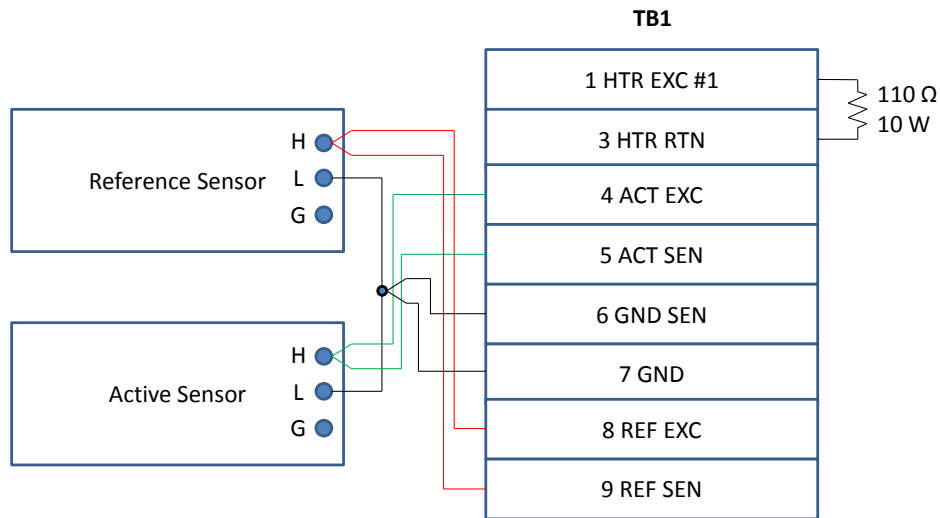 TB1
1 HTR EXC #1
110 Ω
10 W
3 HTR RTN
H
Reference Sensor
L
G
4 ACT EXC
5 ACT SEN
6 GND SEN
H
Active Sensor
L
G
7 GND
8 REF EXC
9 REF SEN